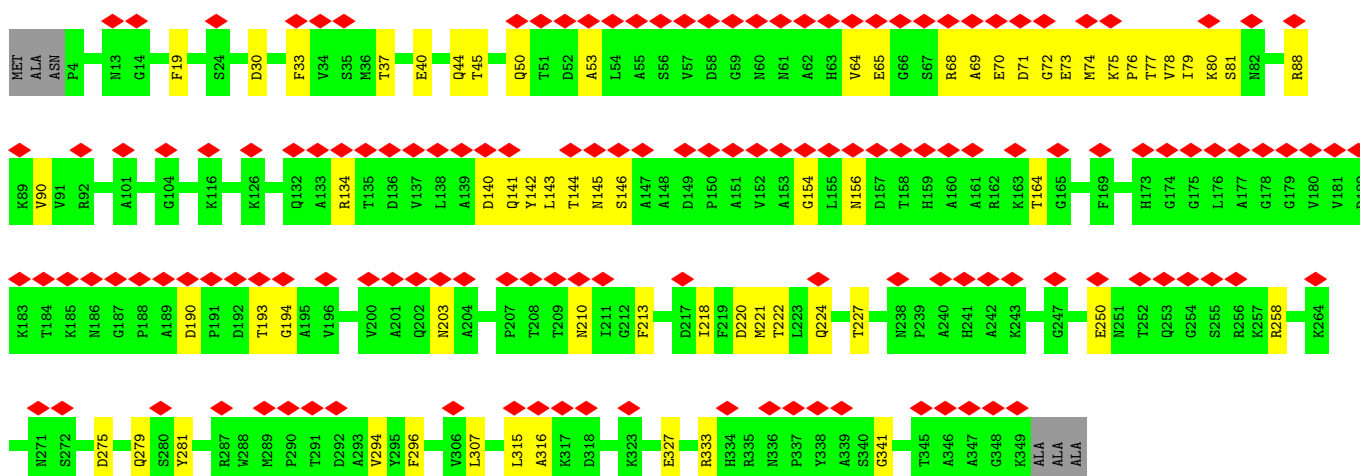 MET ALA ASN P4 N13 G14 F19 S24 D30 F33 V34 S35 M36 T37 E40 Q44 T45 Q50 T51 D52 A53 L54 A55 S56 V57 D58 G59 N60 N61 A62 H63 V64 E65 G66 S67 R68 A69 E70 D71 G72 E73 M74 K75 P76 T77 V78 I79 K80 S81 N82 R88
K89 V90 V91 R92 A101 G104 K116 K126 Q132 A133 R134 T135 D136 V137 L138 A139 D140 Q141 Y142 L143 T144 N145 S146 A147 A148 D149 P150 A151 V152 A153 G154 L155 N156 D157 T158 H159 A160 A161 R162 K163 T164 G165 F169 H173 G174 G175 L176 A177 G178 G179 V180 V181
K183 T184 K185 N186 G187 P188 A189 D190 P191 D192 T193 G194 A195 V196 V200 A201 Q202 N203 A204 P207 T208 T209 N210 I211 G212 F213 D217 I218 F219 D220 M221 T222 L223 Q224 T227 N238 P239 A240 H241 A242 K243 G247 E250 N251 T252 Q253 G254 S255 R256 K257 R258 K264
N271 S272 D275 Q279 S280 Y281 R287 W288 M289 P290 T291 D292 A293 V294 Y295 F296 V306 L307 L315 A316 K317 D318 K323 E327 R333 H334 R335 N336 P337 Y338 A339 S340 G341 T345 A346 A347 G348 K349 ALA ALA ALA